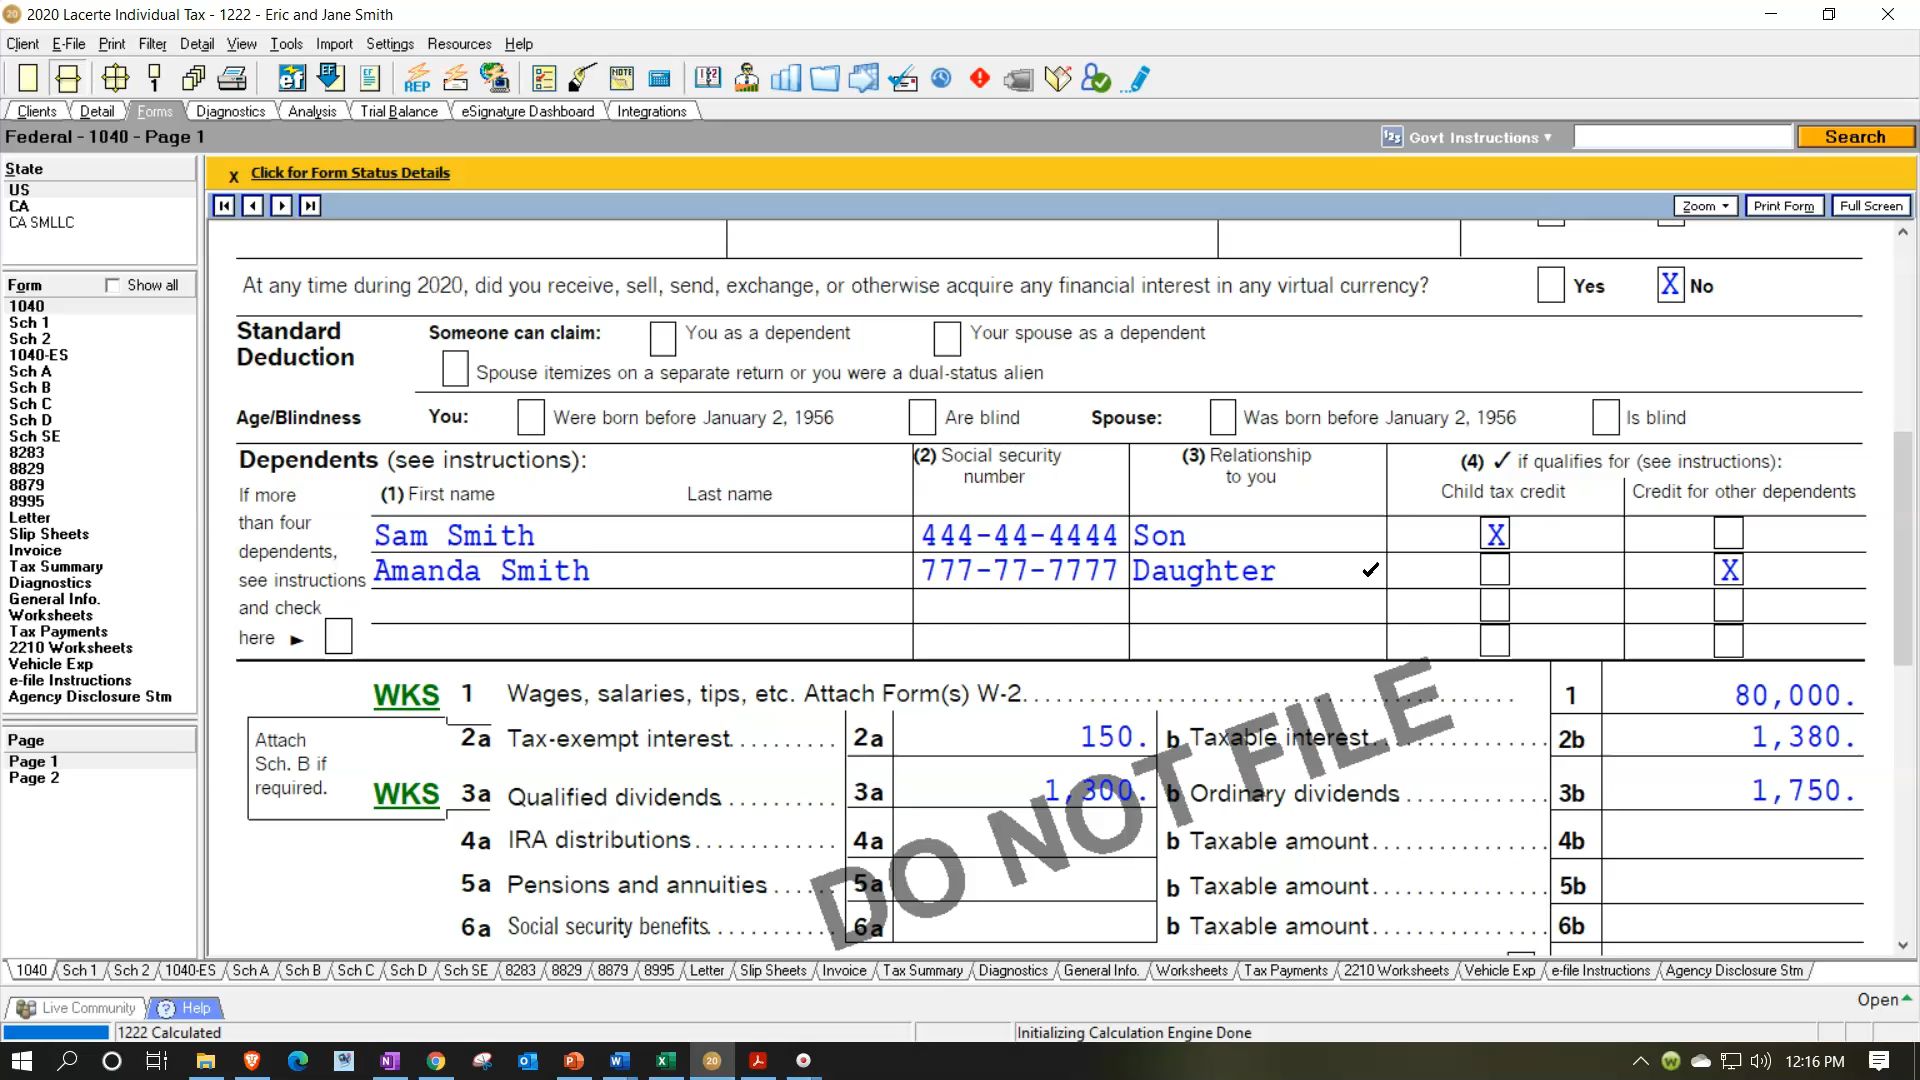 2020 Lacerte Individual Tax - 1222 - Eric and Jane Smith
Client E-File Print Filter Detail View Tools Import Settings Resources Help
Clients Detail Forms Diagnostics Analysis Trial Balance eSignature Dashboard Integrations
Federal - 1040 - Page 1
Govt Instructions
Search
State
US
CA
CA SMLLC
Form Show all
1040
Sch 1
Sch 2
1040-ES
Sch A
Sch B
Sch C
Sch D
Sch SE
8283
8829
8879
8995
Letter
Slip Sheets
Invoice
Tax Summary
Diagnostics
General Info.
Worksheets
Tax Payments
2210 Worksheets
Vehicle Exp
e-file Instructions
Agency Disclosure Stm
Page
Page 1
Page 2
x Click for Form Status Details
Zoom Print Form Full Screen
At any time during 2020, did you receive, sell, send, exchange, or otherwise acquire any financial interest in any virtual currency? Yes X No
Standard Deduction
Someone can claim: You as a dependent Your spouse as a dependent
Spouse itemizes on a separate return or you were a dual-status alien
Age/Blindness You: Were born before January 2, 1956 Are blind Spouse: Was born before January 2, 1956 Is blind
Dependents (see instructions):
(2) Social security number
(3) Relationship to you
(4) ✓ if qualifies for (see instructions):
If more than four dependents, see instructions and check here ►
(1) First name Last name Child tax credit Credit for other dependents
Sam Smith 444-44-4444 Son X
Amanda Smith 777-77-7777 Daughter ✓ X
WKS 1 Wages, salaries, tips, etc. Attach Form(s) W-2 1 80,000.
Attach Sch. B if required.
2a Tax-exempt interest 2a 150. b Taxable interest 2b 1,380.
WKS 3a Qualified dividends 3a 1,300. b Ordinary dividends 3b 1,750.
4a IRA distributions 4a b Taxable amount 4b
5a Pensions and annuities 5a b Taxable amount 5b
6a Social security benefits 6a b Taxable amount 6b
DO NOT FILE
1040 Sch 1 Sch 2 1040-ES Sch A Sch B Sch C Sch D Sch SE 8283 8829 8879 8995 Letter Slip Sheets Invoice Tax Summary Diagnostics General Info. Worksheets Tax Payments 2210 Worksheets Vehicle Exp e-file Instructions Agency Disclosure Stm
Live Community Help
Open
1222 Calculated
Initializing Calculation Engine Done
12:16 PM